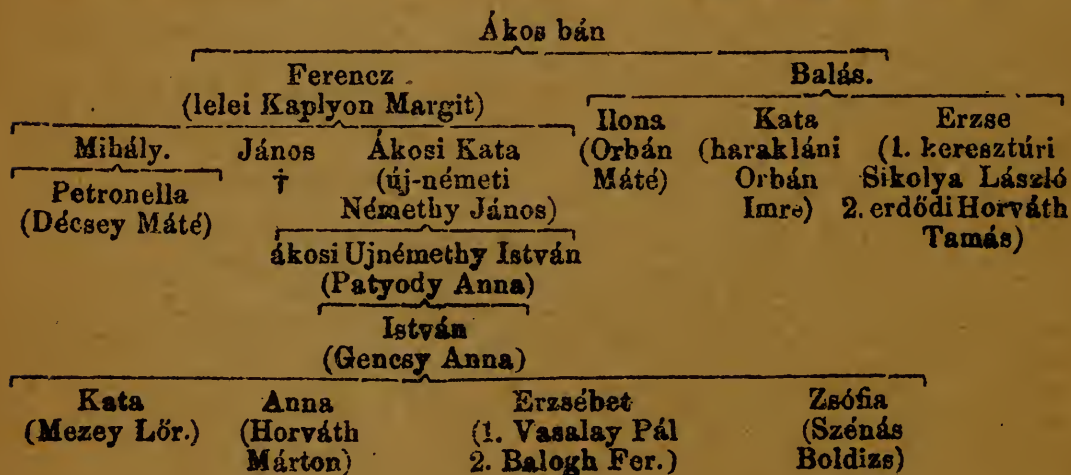 Ákos bán
Ferencz Balás.
(lelei Kaplyon Margit)
Ilona Kata Erzse
Mihály. János Ákosi Kata (Orbán (harakláni (1. keresztúri
† (új-németi Máté) Orbán Sikolya László
Petronella Némethy János) Imre) 2. erdődi Horváth
(Décsey Máté) Tamás)
ákosi Ujnémethy István
(Patyody Anna)
István
(Gencsy Anna)
Kata Anna Erzsébet Zsófia
(Mezey Lőr.) (Horváth (1. Vasalay Pál (Szénás
Márton) 2. Balogh Fer.) Boldizs)